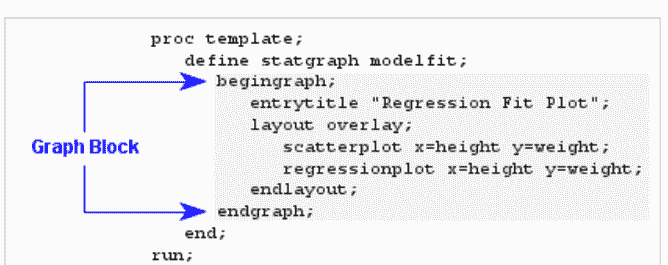 proc template;
define statgraph modelfit;
begingraph;
entrytitle "Regression Fit Plot";
layout overlay;
Graph Block
scatterplot x=height y=weight;
regressionplot x=height y=weight;
endlayout;
endgraph;
end;
run;